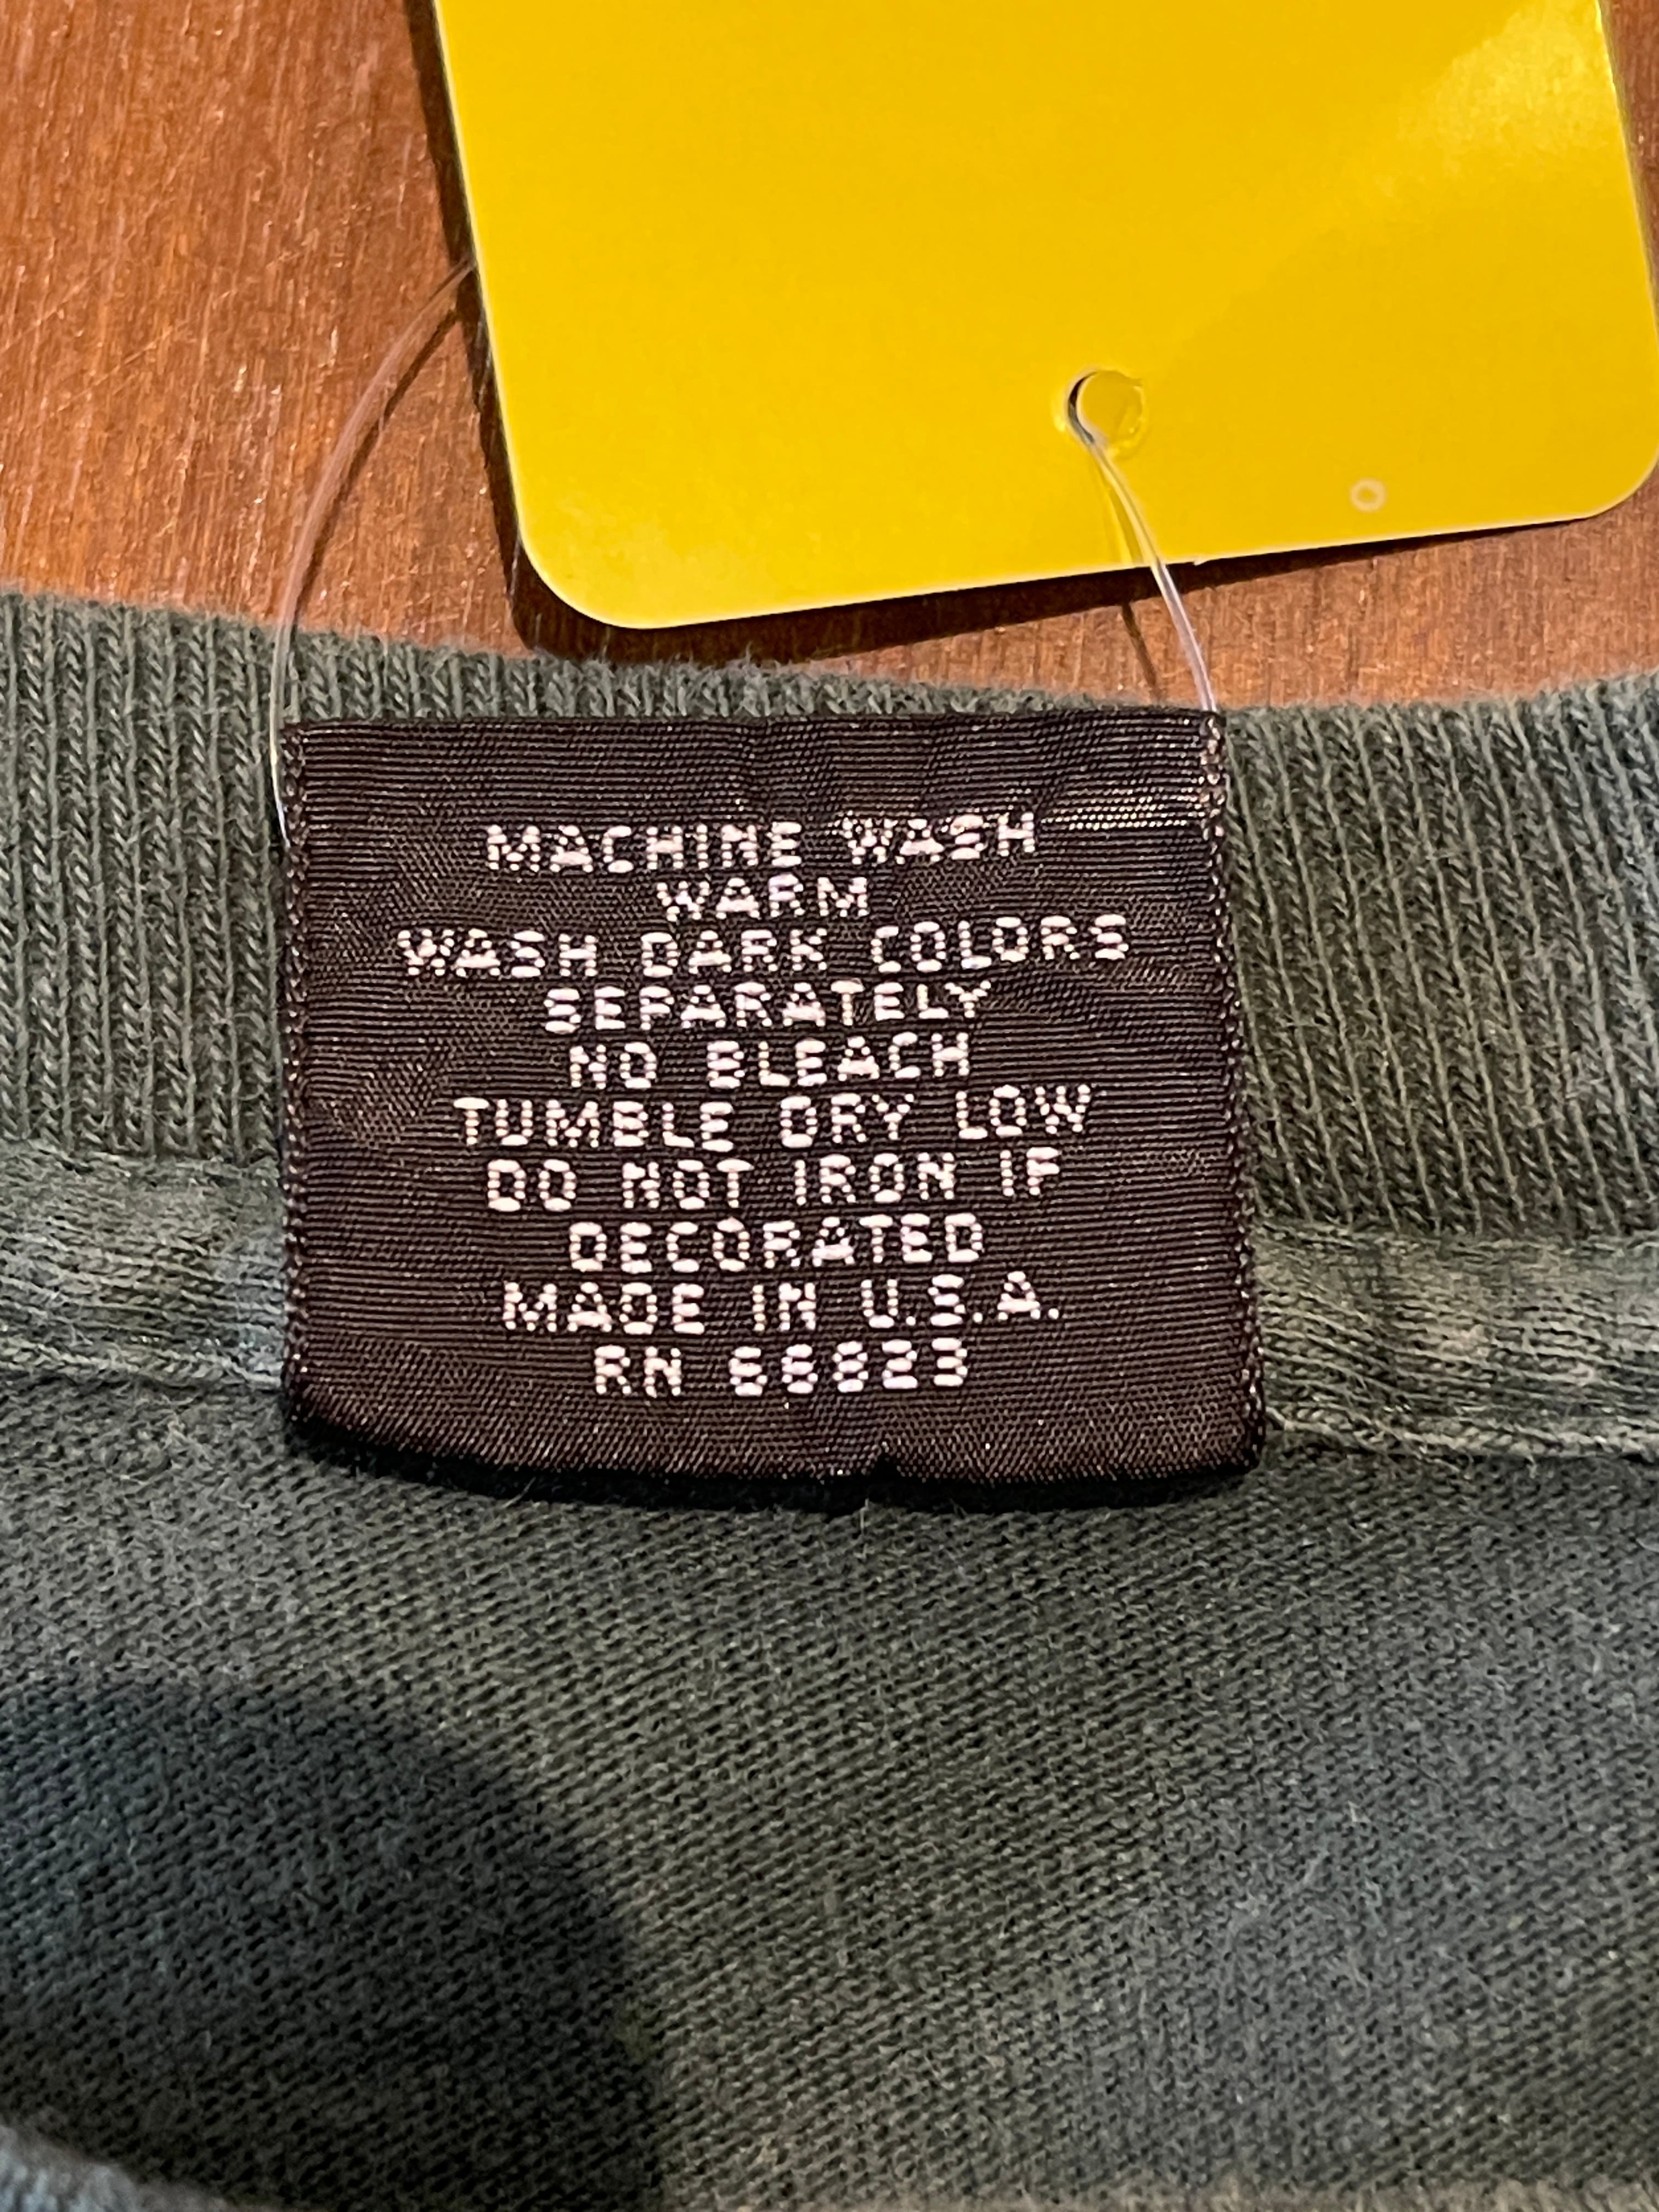 MACHINE WASH
WARM
WASH DARK COLORS
SEPARATELY
NO BLEACH
TUMBLE DRY LOW
DO NOT IRON IF
DECORATED
MADE IN U.S.A.
RN 66823